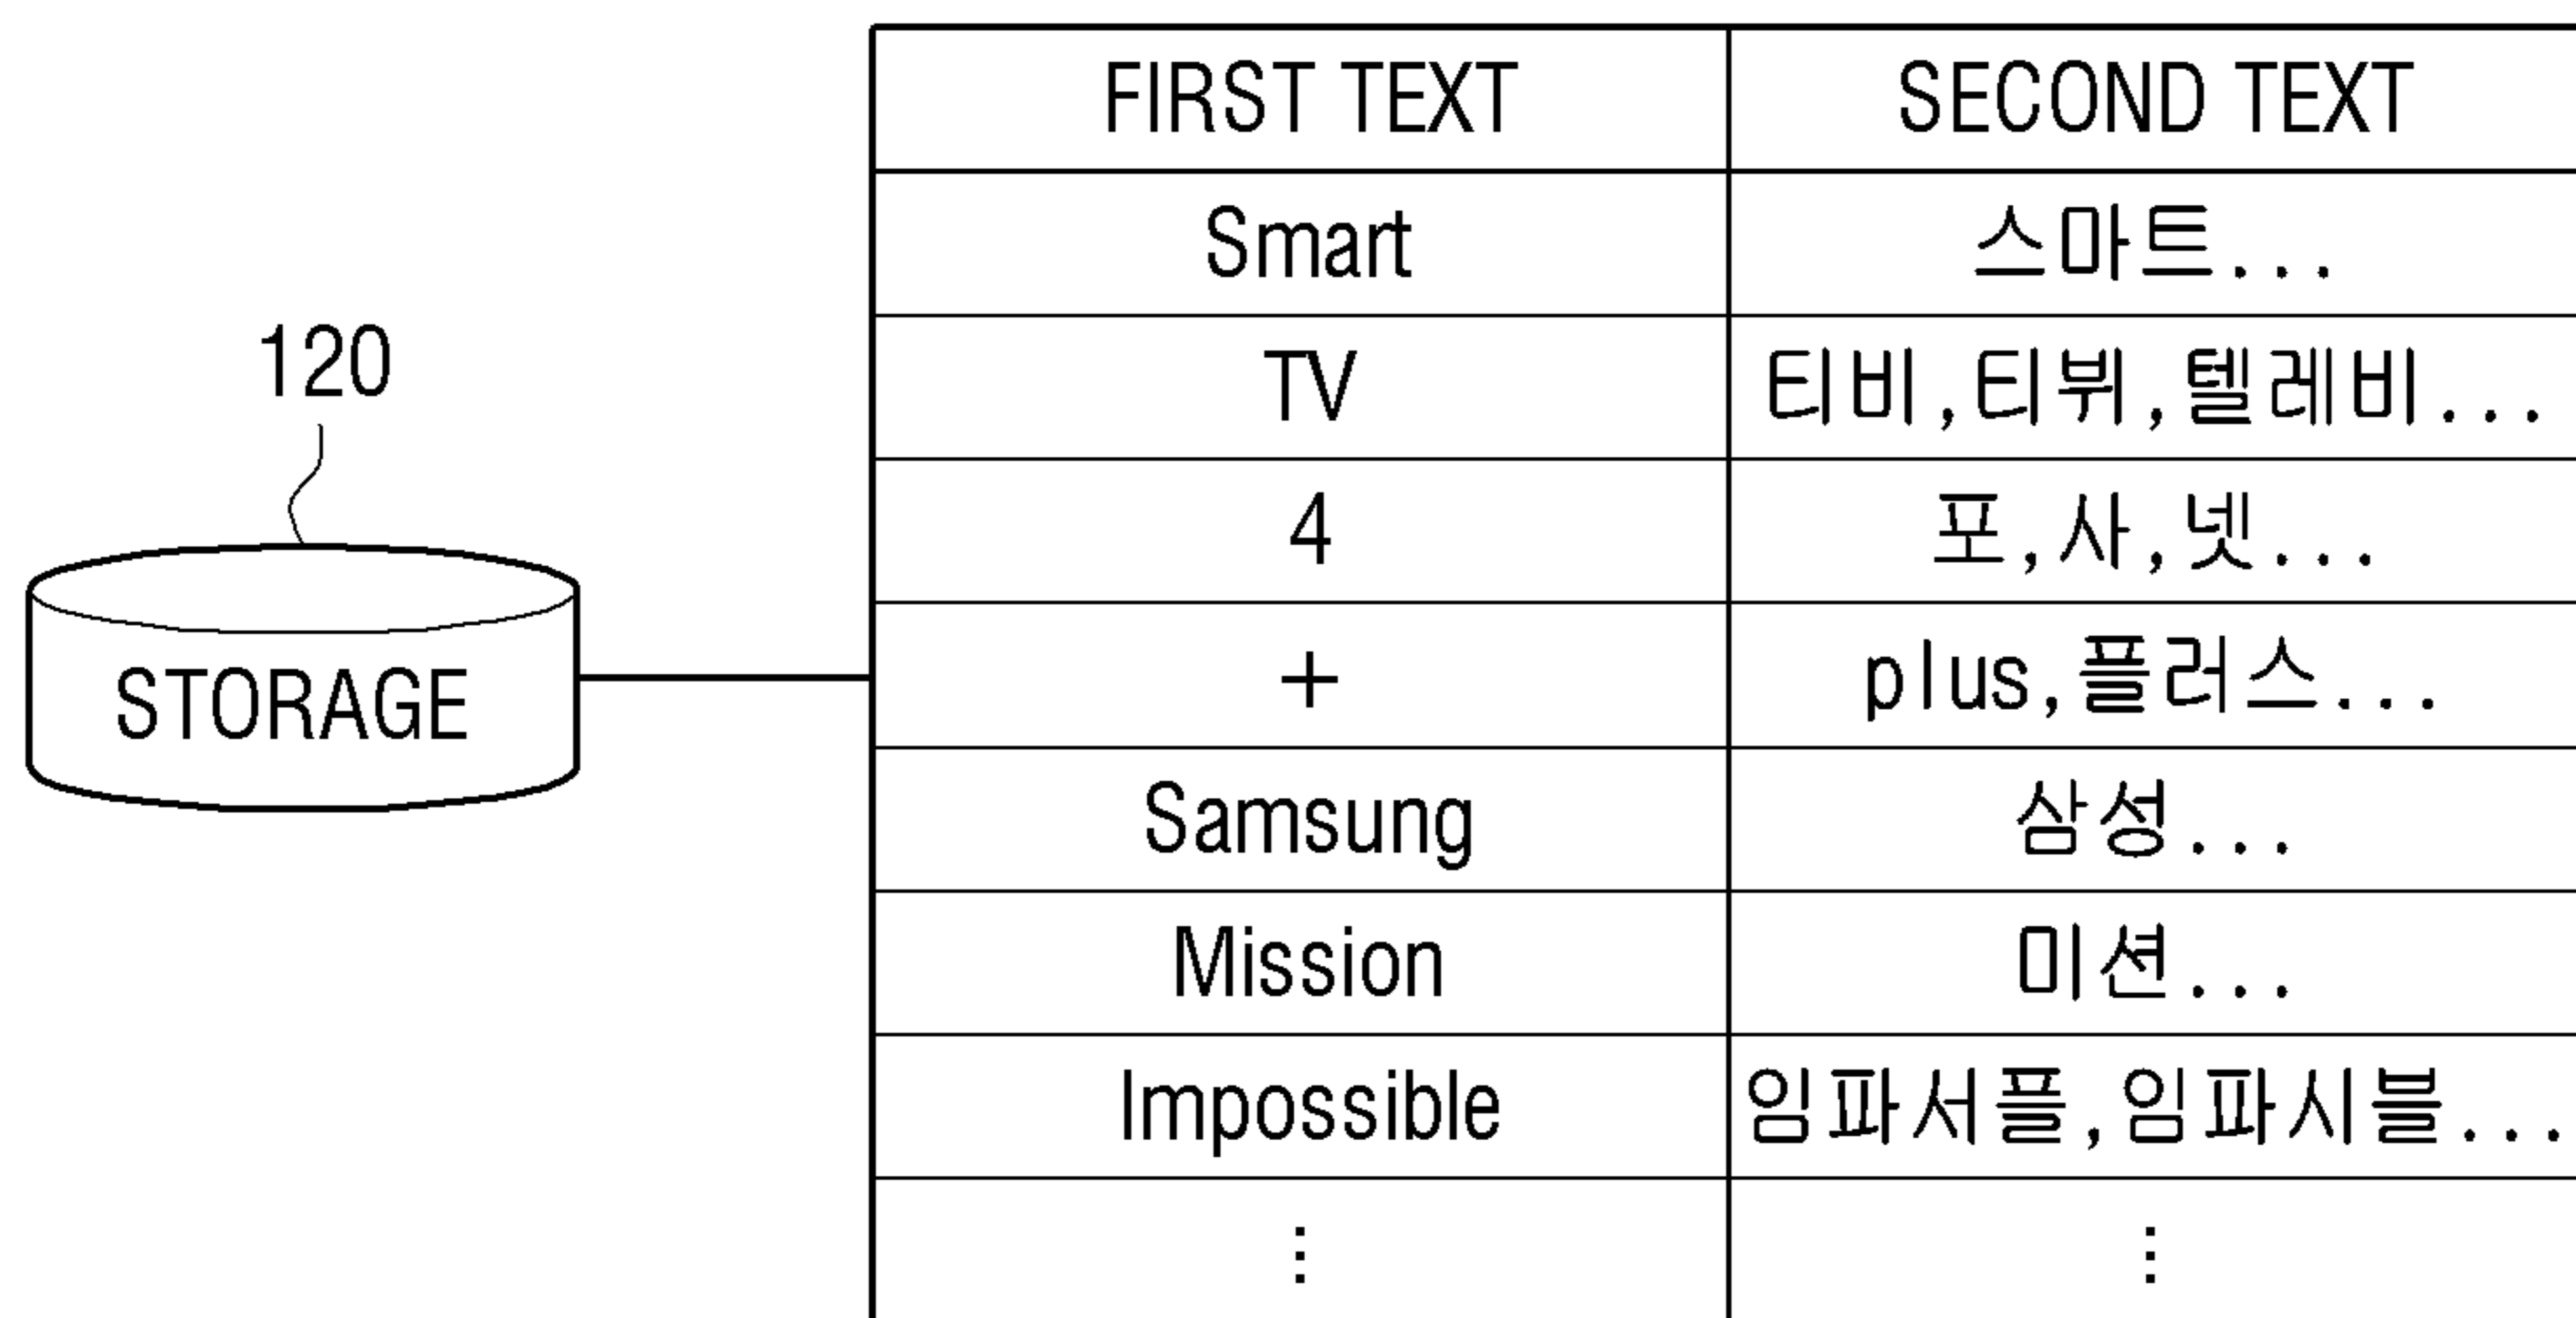 FIRST TEXT SECOND TEXT
Smart 스마트...
TV 티비,티뷔,텔레비...
4 포,사,넷...
+ plus,플러스...
Samsung 삼성...
Mission 미션...
Impossible 임파서플,임파시블...
⋮ ⋮
120
STORAGE